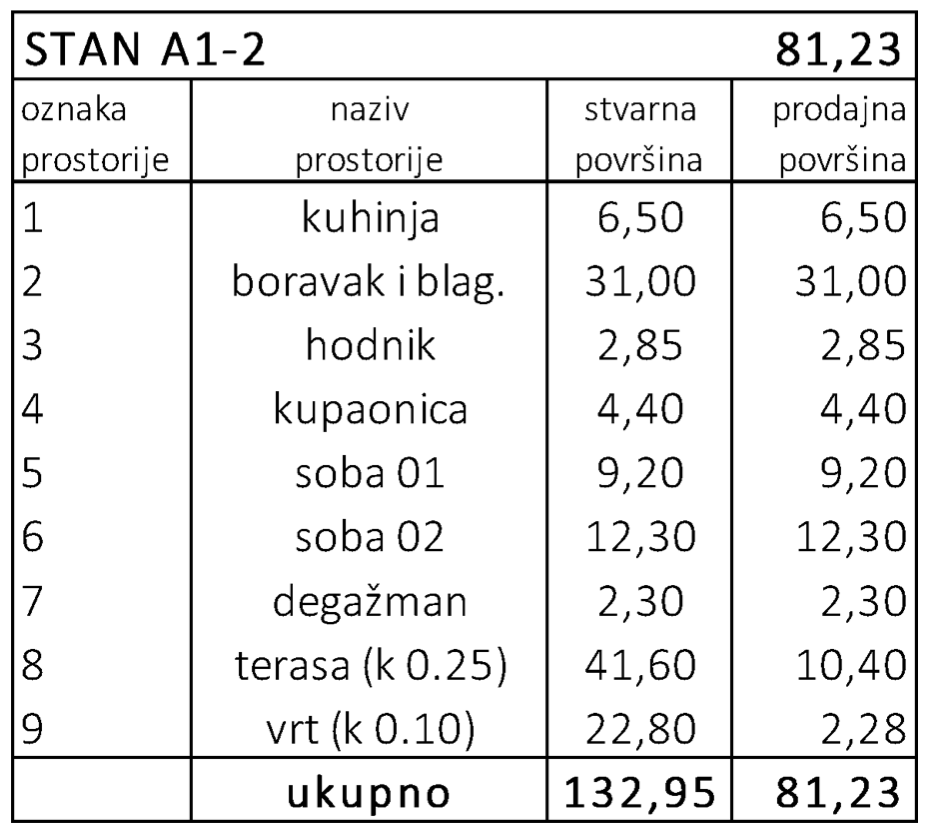 STAN A1-2 81,23
oznaka naziv stvarna prodajna
prostorije prostorije površina površina
1 kuhinja 6,50 6,50
2 boravak i blag. 31,00 31,00
3 hodnik 2,85 2,85
4 kupaonica 4,40 4,40
5 soba 01 9,20 9,20
6 soba 02 12,30 12,30
7 degažman 2,30 2,30
8 terasa (k 0.25) 41,60 10,40
9 vrt (k 0.10) 22,80 2,28
ukupno 132,95 81,23